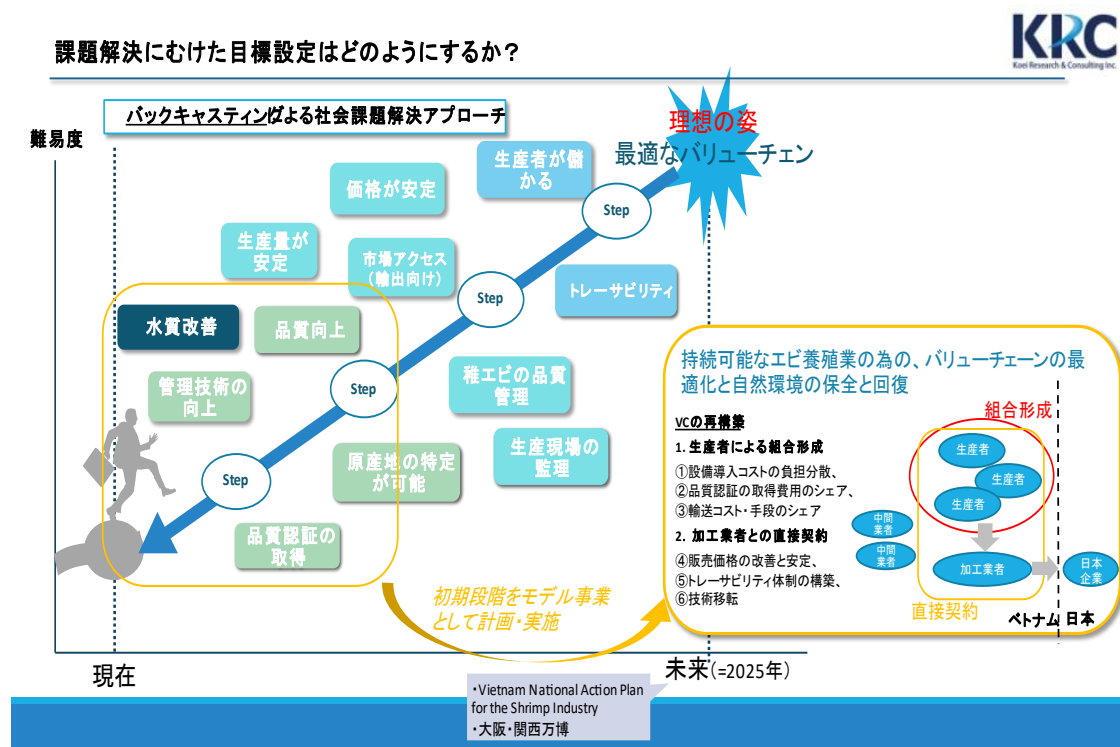 課題解決にむけた目標設定はどのようにするか？
KRC
Koei Research & Consulting Inc.
バックキャスティングによる社会課題解決アプローチ
難易度
理想の姿
最適なバリューチェン
生産者が儲
かる
価格が安定
Step
生産量が
安定
市場アクセス
（輸出向け）
トレーサビリティ
Step
水質改善
品質向上
管理技術の
向上
Step
稚エビの品質
管理
生産現場の
監理
原産地の特定
が可能
Step
品質認証の
取得
初期段階をモデル事業
として計画・実施
持続可能なエビ養殖業の為の、バリューチェーンの最
適化と自然環境の保全と回復
VCの再構築
1. 生産者による組合形成
①設備導入コストの負担分散、
②品質認証の取得費用のシェア、
③輸送コスト・手段のシェア
2. 加工業者との直接契約
④販売価格の改善と安定、
⑤トレーサビリティ体制の構築、
⑥技術移転
組合形成
生産者
生産者
生産者
中間
業者
中間
業者
加工業者
日本
企業
直接契約
ベトナム
日本
現在
未来(=2025年)
・Vietnam National Action Plan
for the Shrimp Industry
・大阪・関西万博